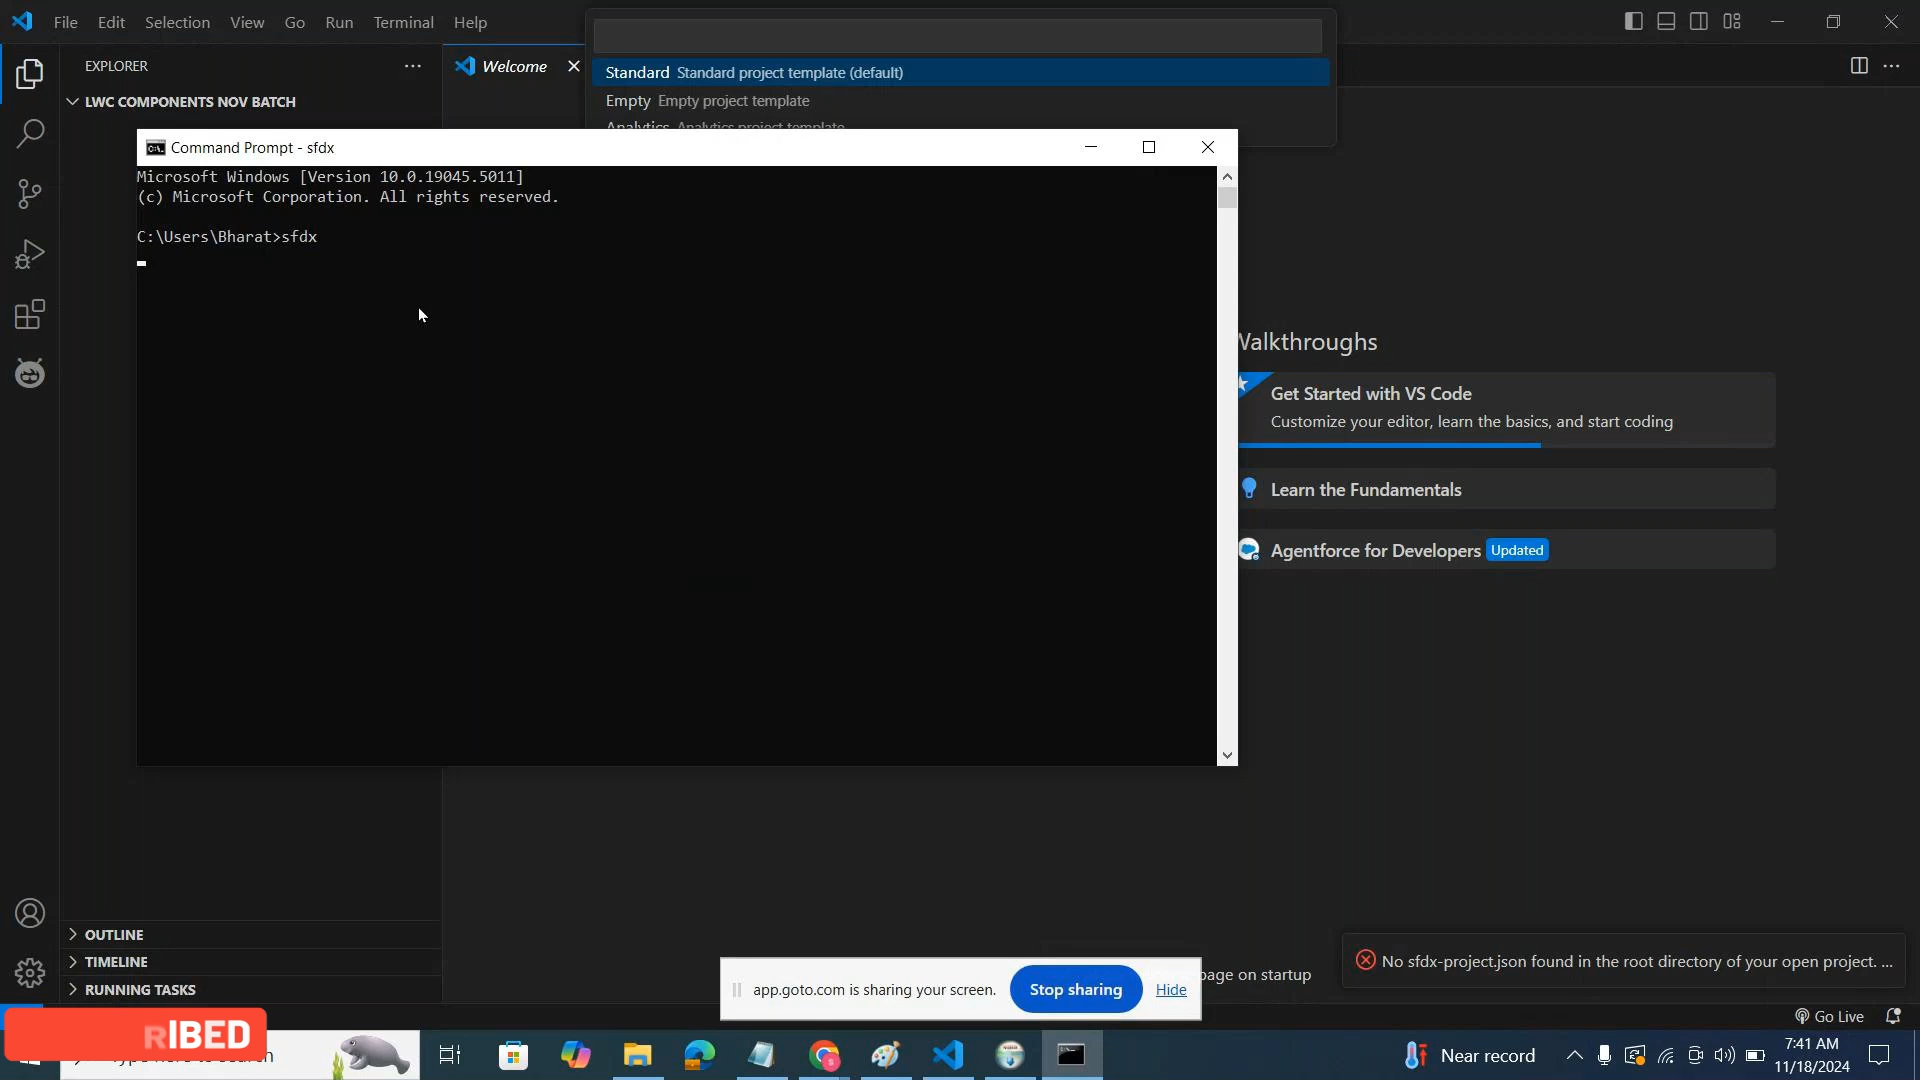 File Edit Selection View Go Run Terminal Help
EXPLORER
Welcome
Standard Standard project template (default)
Empty Empty project template
Analytics Analytics project template
LWC COMPONENTS NOV BATCH
Command Prompt - sfdx
Microsoft Windows [Version 10.0.19045.5011]
(c) Microsoft Corporation. All rights reserved.
C:\Users\Bharat>sfdx
Walkthroughs
Get Started with VS Code
Customize your editor, learn the basics, and start coding
Learn the Fundamentals
Agentforce for Developers Updated
OUTLINE
TIMELINE
RUNNING TASKS
app.goto.com is sharing your screen. Stop sharing Hide
page on startup
No sfdx-project.json found in the root directory of your open project. ...
Go Live
RIBED
Near record
7:41 AM
11/18/2024